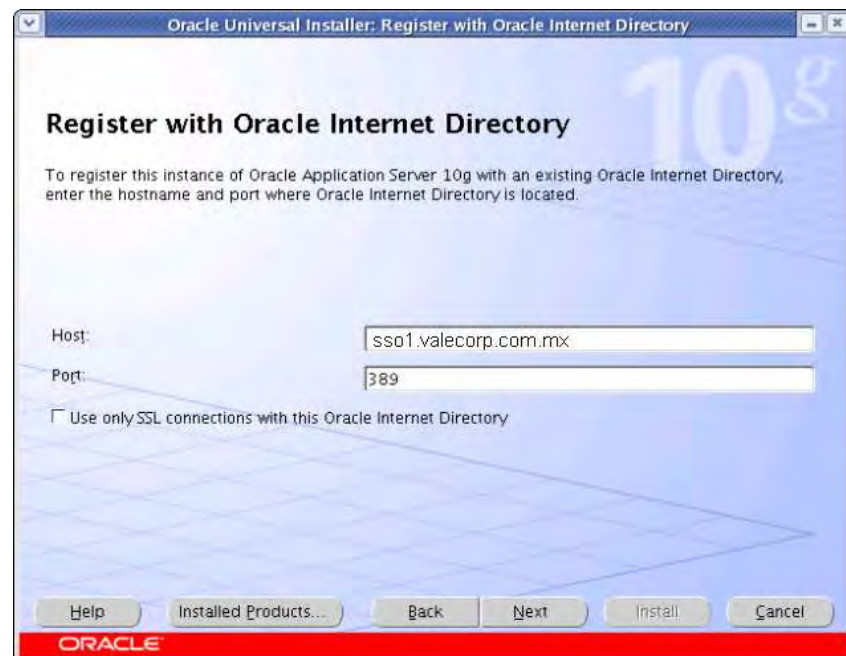 Oracle Universal Installer: Register with Oracle Internet Directory
10g
Register with Oracle Internet Directory
To register this instance of Oracle Application Server 10g with an existing Oracle Internet Directory,
enter the hostname and port where Oracle Internet Directory is located.
Host: sso1.valecorp.com.mx
Port: 389
Use only SSL connections with this Oracle Internet Directory
Help Installed Products... Back Next Install Cancel
ORACLE